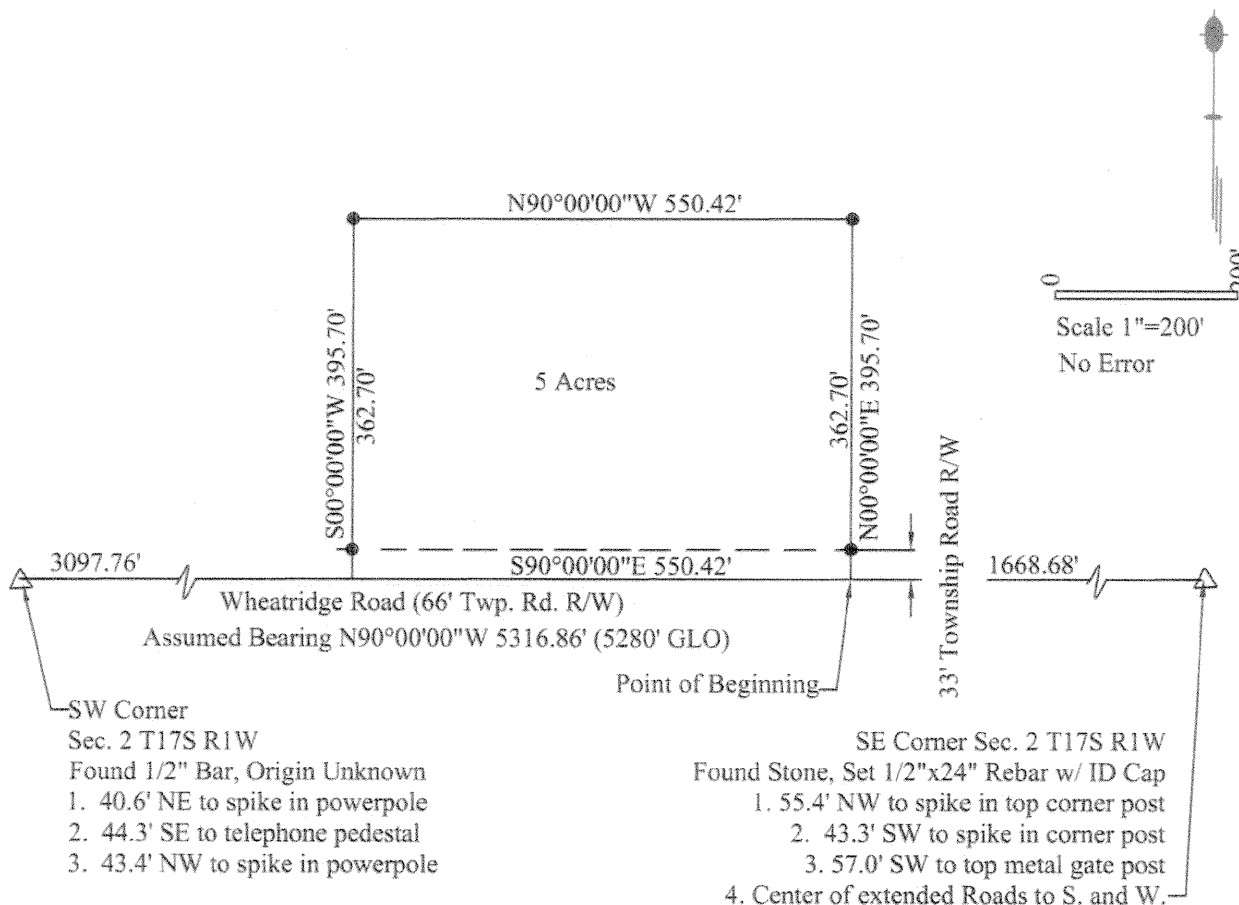 N90°00'00"W 550.42'
0
200'
Scale 1"=200'
No Error
S00°00'00"W 395.70'
362.70'
5 Acres
362.70'
N00°00'00"E 395.70'
33' Township Road R/W
3097.76'
S90°00'00"E 550.42'
1668.68'
Wheatridge Road (66' Twp. Rd. R/W)
Assumed Bearing N90°00'00"W 5316.86' (5280' GLO)
Point of Beginning
SW Corner
Sec. 2 T17S R1W
Found 1/2" Bar, Origin Unknown
1. 40.6' NE to spike in powerpole
2. 44.3' SE to telephone pedestal
3. 43.4' NW to spike in powerpole
SE Corner Sec. 2 T17S R1W
Found Stone, Set 1/2"x24" Rebar w/ ID Cap
1. 55.4' NW to spike in top corner post
2. 43.3' SW to spike in corner post
3. 57.0' SW to top metal gate post
4. Center of extended Roads to S. and W.